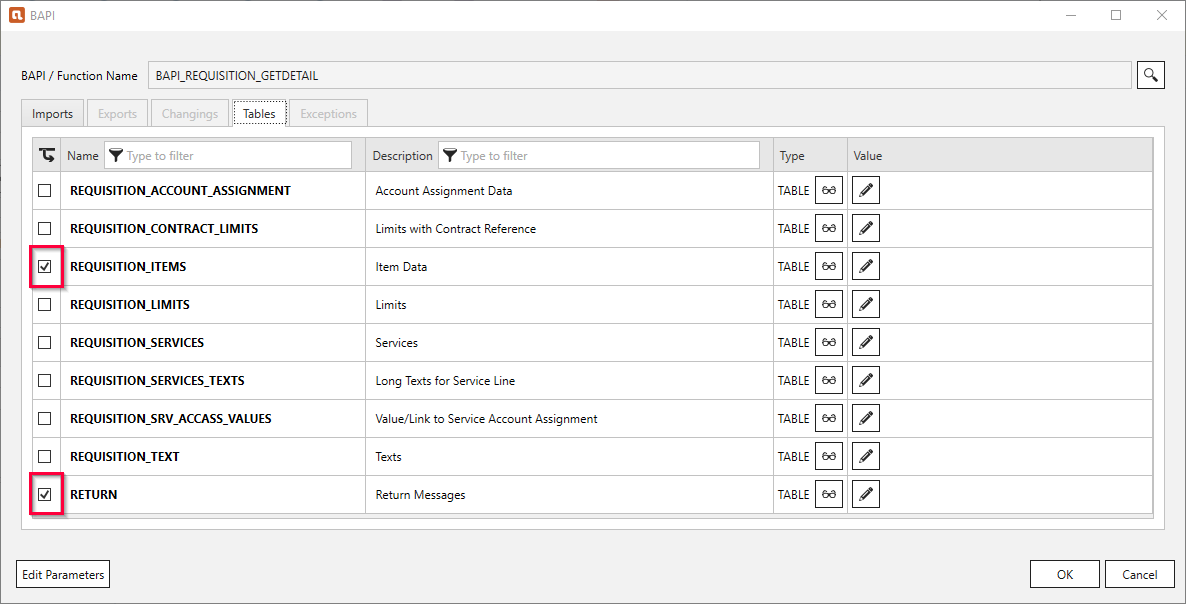 BAPI
BAPI / Function Name BAPI_REQUISITION_GETDETAIL
Imports Exports Changings Tables Exceptions
Name Type to filter Description Type to filter Type Value
REQUISITION_ACCOUNT_ASSIGNMENT Account Assignment Data TABLE
REQUISITION_CONTRACT_LIMITS Limits with Contract Reference TABLE
REQUISITION_ITEMS Item Data TABLE
REQUISITION_LIMITS Limits TABLE
REQUISITION_SERVICES Services TABLE
REQUISITION_SERVICES_TEXTS Long Texts for Service Line TABLE
REQUISITION_SRV_ACCASS_VALUES Value/Link to Service Account Assignment TABLE
REQUISITION_TEXT Texts TABLE
RETURN Return Messages TABLE
Edit Parameters OK Cancel